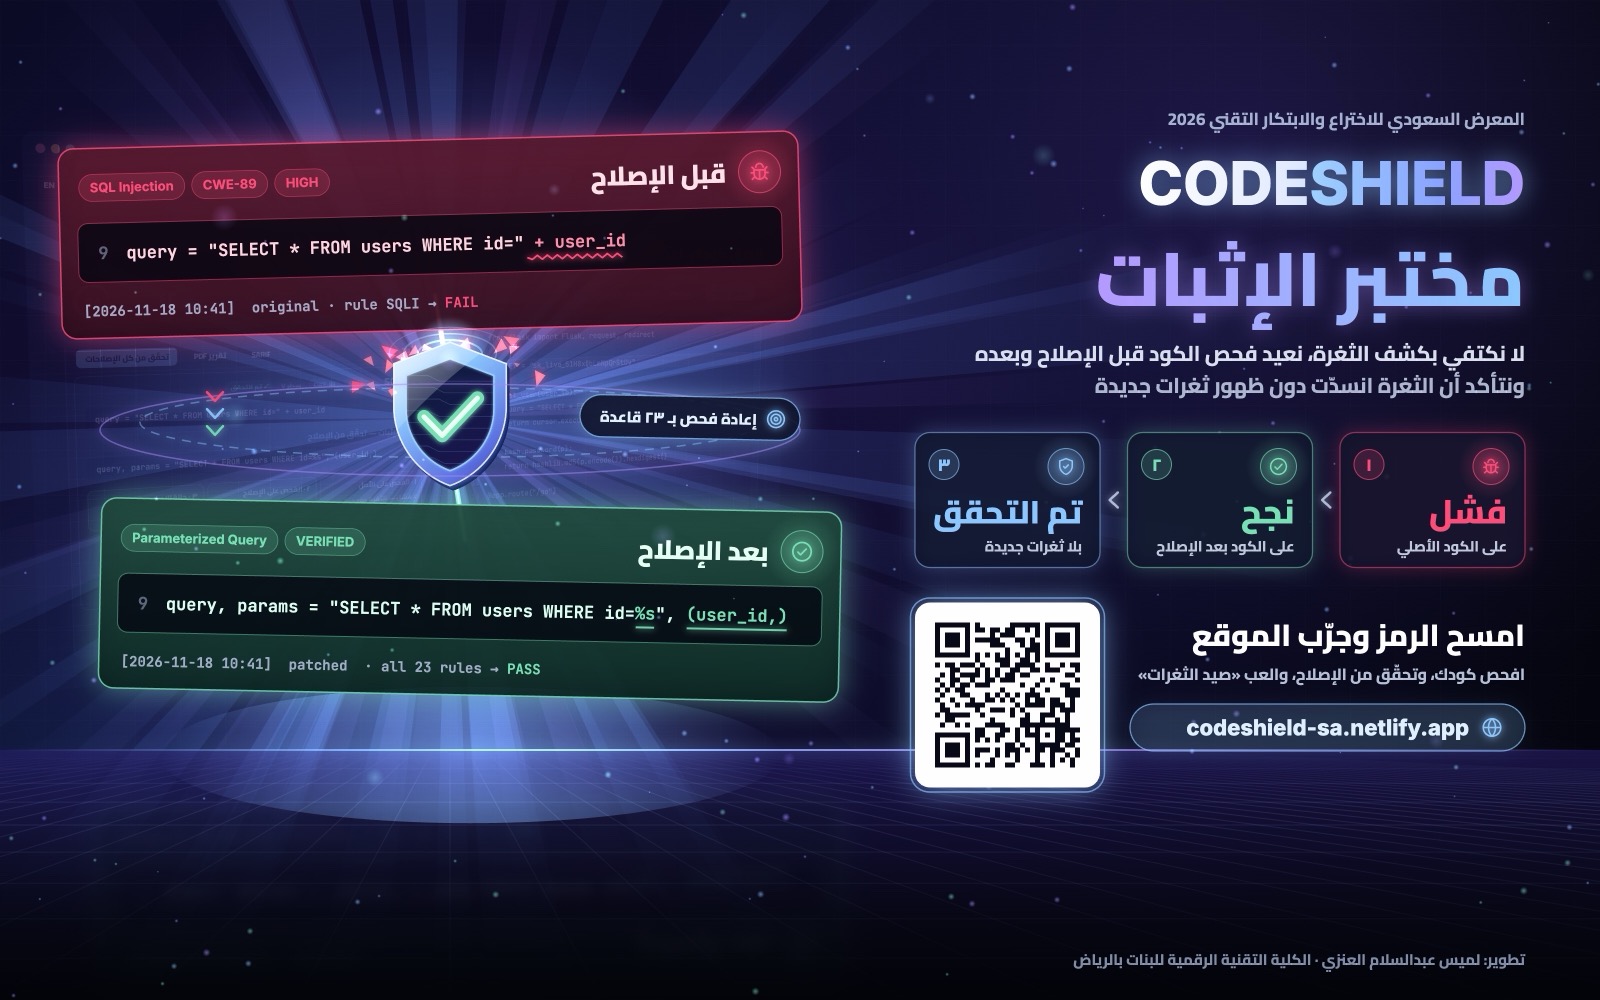 المعرض السعودي للاختراع والابتكار التقني 2026
CODESHIELD
مختبر الإثبات
لا نكتفي بكشف الثغرة، نعيد فحص الكود قبل الإصلاح وبعده
ونتأكد أن الثغرة انسدّت دون ظهور ثغرات جديدة
١
فشل
على الكود الأصلي
٢
نجح
على الكود بعد الإصلاح
٣
تم التحقق
بلا ثغرات جديدة
امسح الرمز وجرّب الموقع
افحص كودك، وتحقّق من الإصلاح، والعب «صيد الثغرات»
codeshield-sa.netlify.app
تطوير: لميس عبدالسلام العنزي · الكلية التقنية الرقمية للبنات بالرياض
قبل الإصلاح
SQL Injection CWE-89 HIGH
9 query = "SELECT * FROM users WHERE id=" + user_id
[2026-11-18 10:41] original · rule SQLI → FAIL
إعادة فحص بـ ٢٣ قاعدة
بعد الإصلاح
Parameterized Query VERIFIED
9 query, params = "SELECT * FROM users WHERE id=%s", (user_id,)
[2026-11-18 10:41] patched · all 23 rules → PASS